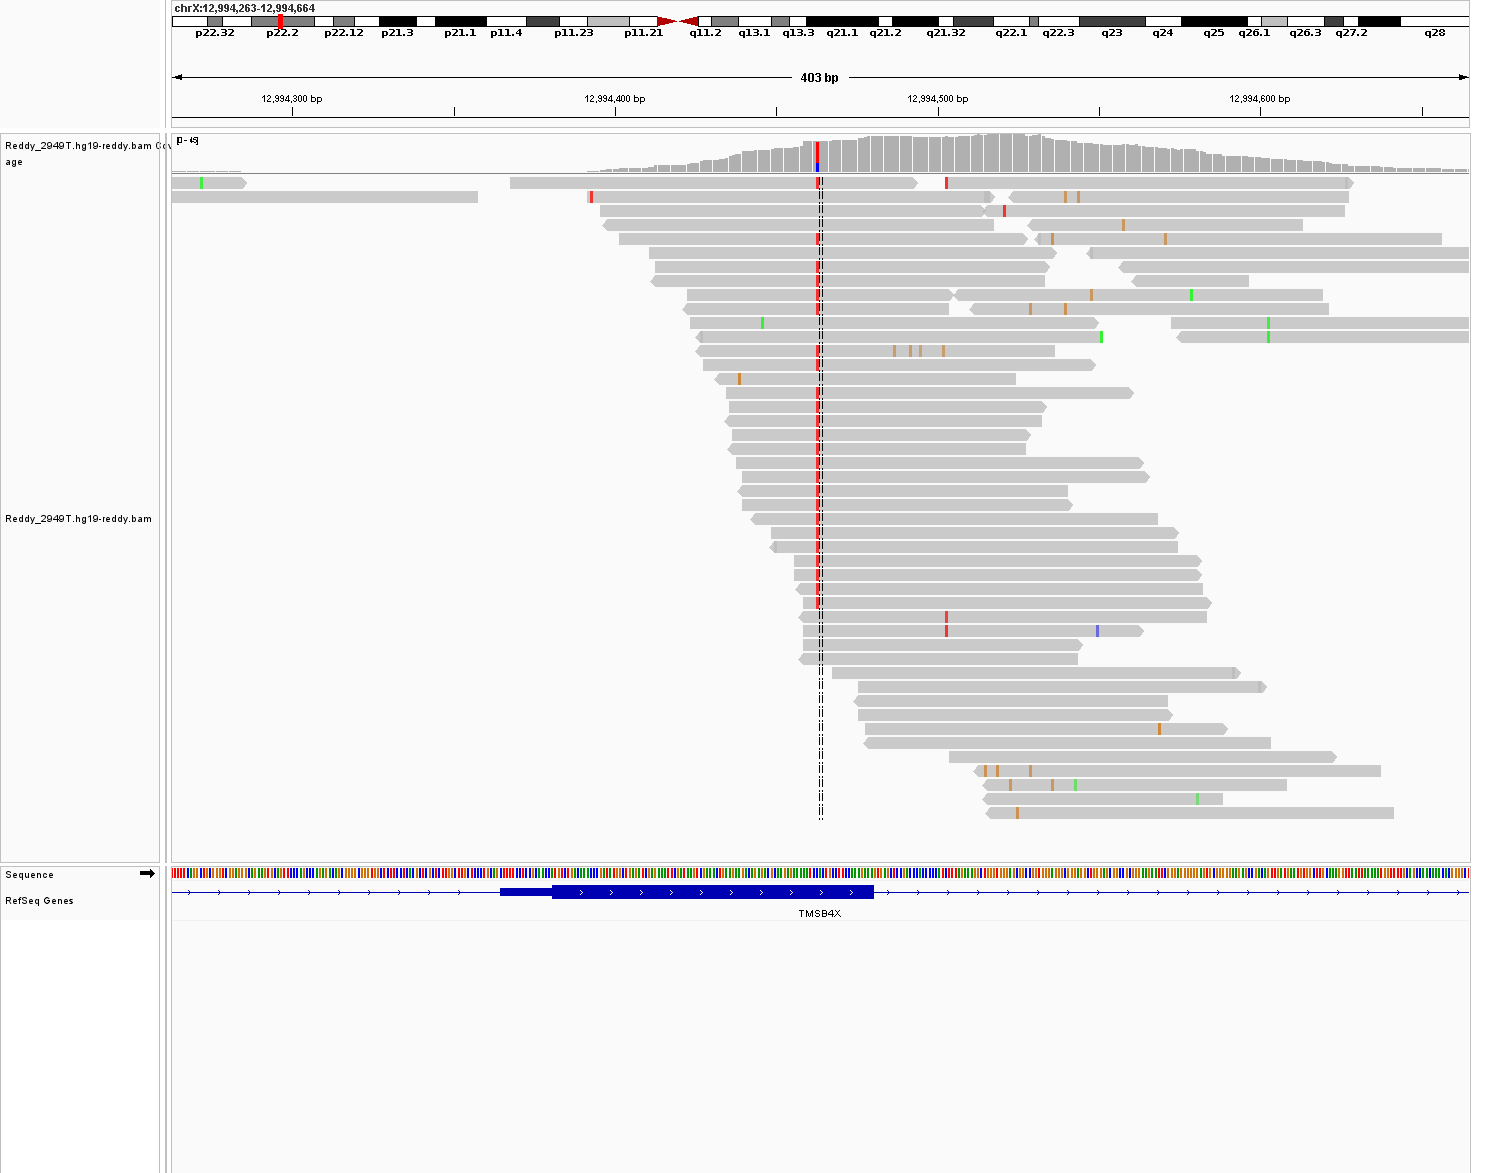 chrX:12,994,263-12,994,664
p22.32 p22.2 p22.12 p21.3 p21.1 p11.4 p11.23 p11.21 q11.2 q13.1 q13.3 q21.1 q21.2 q21.32 q22.1 q22.3 q23 q24 q25 q26.1 q26.3 q27.2 q28
403 bp
12,994,300 bp 12,994,400 bp 12,994,500 bp 12,994,600 bp
Reddy_2949T.hg19-reddy.bam Cov
age
Reddy_2949T.hg19-reddy.bam
Sequence
RefSeq Genes
TMSB4X